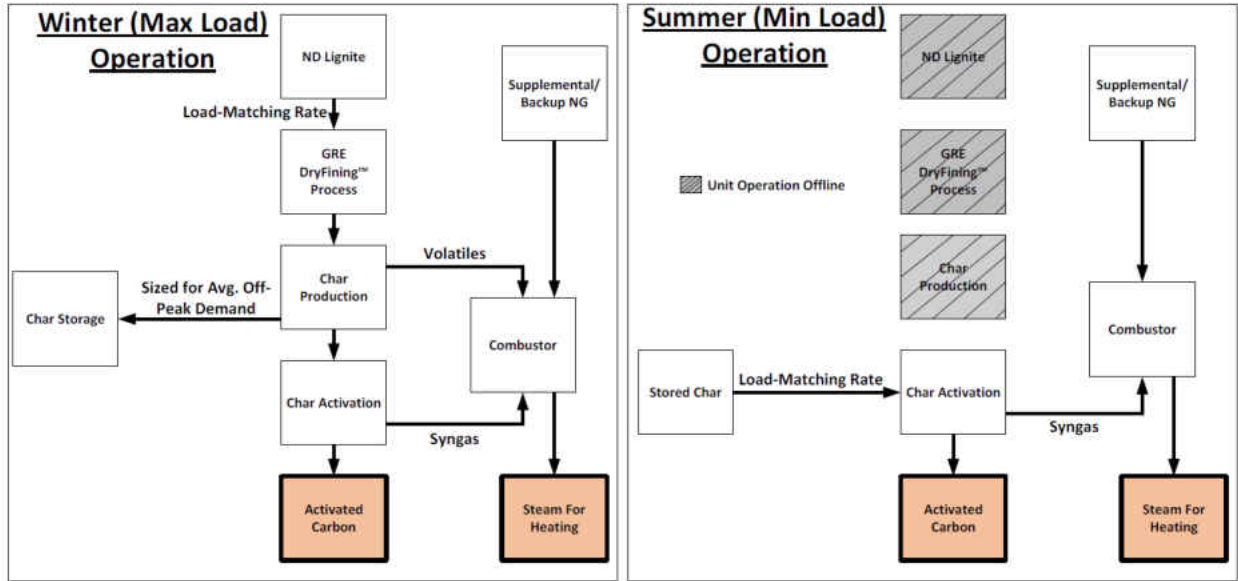 Winter (Max Load)
Operation
ND Lignite
Supplemental/
Backup NG
Load-Matching Rate
GRE
DryFining™
Process
Volatiles
Char
Production
Sized for Avg. Off-
Peak Demand
Char Storage
Combustor
Char Activation
Syngas
Activated
Carbon
Steam For
Heating
Summer (Min Load)
Operation
ND Lignite
Supplemental/
Backup NG
GRE
DryFining™
Process
Unit Operation Offline
Char
Production
Combustor
Stored Char
Load-Matching Rate
Char Activation
Syngas
Activated
Carbon
Steam For
Heating